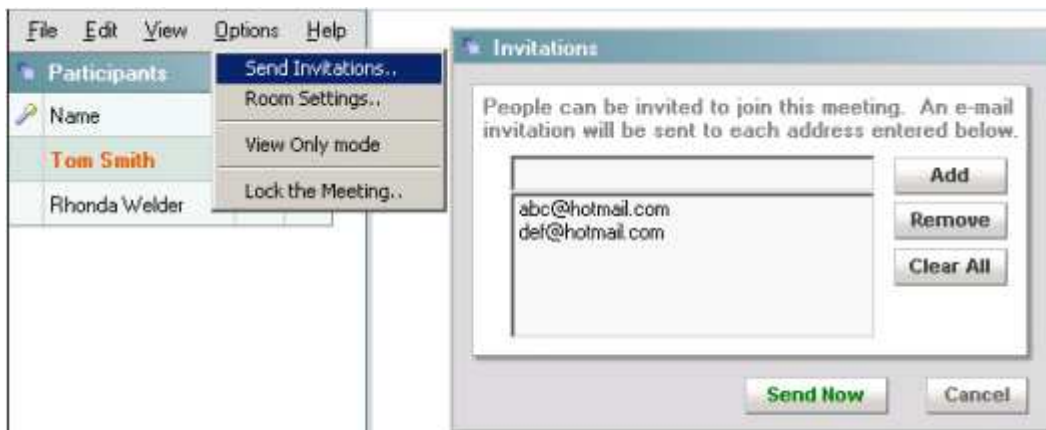 File Edit View Options Help
Participants
Name
Tom Smith
Rhonda Welder
Send Invitations..
Room Settings..
View Only mode
Lock the Meeting..
Invitations
People can be invited to join this meeting. An e-mail
invitation will be sent to each address entered below.
Add
abc@hotmail.com
def@hotmail.com
Remove
Clear All
Send Now Cancel